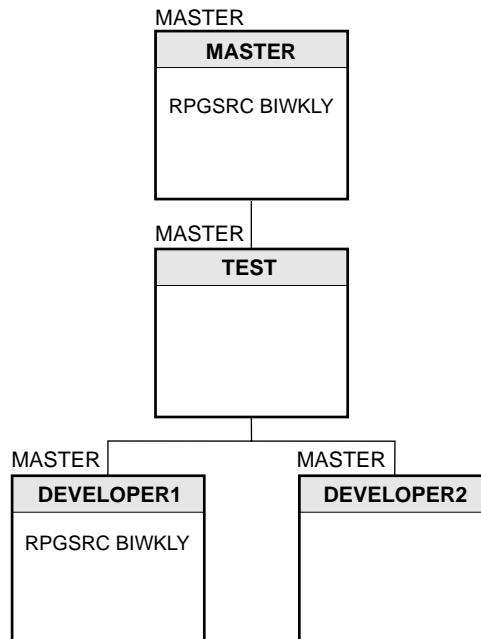 MASTER
MASTER
RPGSRC BIWKLY
MASTER
TEST
MASTER
MASTER
DEVELOPER1
DEVELOPER2
RPGSRC BIWKLY